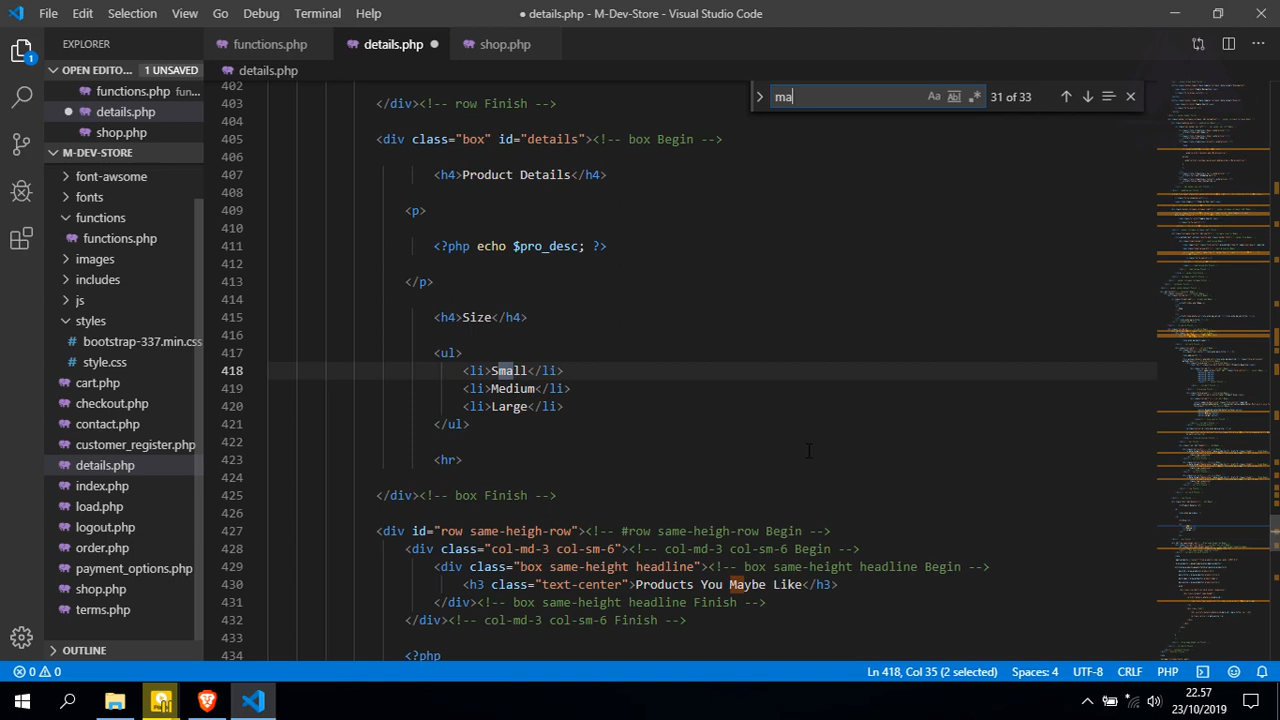 File Edit Selection View Go Debug Terminal Help
● details.php - M-Dev-Store - Visual Studio Code
EXPLORER
functions.php
details.php
shop.php
OPEN EDITO... 1 UNSAVED
details.php
functions.php func...
details.php
shop.php
M-DEV-STORE
font-awsome
fonts
functions
functions.php
images
includes
js
styles
bootstrap-337.min.css
style.css
cart.php
checkout.php
contact.php
customer_register.php
details.php
index.php
logout.php
order.php
payment_options.php
shop.php
terms.php
OUTLINE
ma
31 of 33
402
403 </div><!-- row Finish -->
404
405 <div class="box" id="details"><!-- box Begin -->
406
407 <h4>Product Details</h4>
408
409 <p>
410
411
412
413 </p>
414
415 <h4>Size</h4>
416
417 <ul>
418 <li>Small</li>
419 <li>Medium</li>
420 <li>Large</li>
421 </ul>
422
423 <hr>
424
425 </div><!-- box Finish -->
426
427 <div id="row same-heigh-row"><!-- #row same-heigh-row Begin -->
428 <div class="col-md-3 col-sm-6"><!-- col-md-3 col-sm-6 Begin -->
429 <div class="box same-height headline"><!-- box same-height headline Begin -->
430 <h3 class="text-center">Products You Maybe Like</h3>
431 </div><!-- box same-height headline Finish -->
432 </div><!-- col-md-3 col-sm-6 Finish -->
433
434 <?php
0 0 Ln 418, Col 35 (2 selected) Spaces: 4 UTF-8 CRLF PHP
22.57
23/10/2019